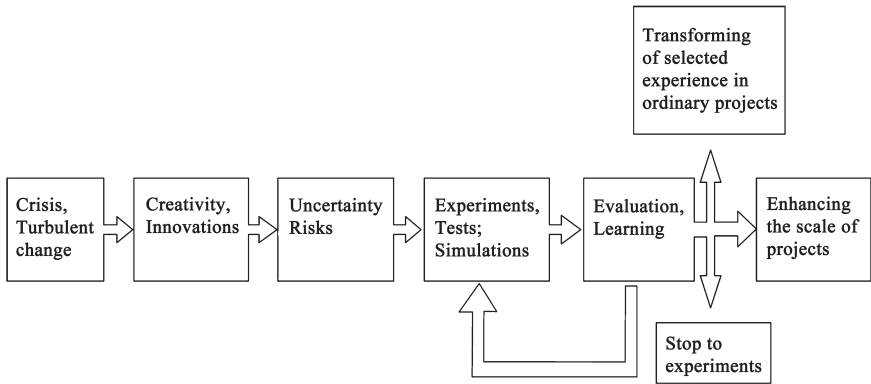 Transforming
of selected
experience in
ordinary projects
Crisis,
Turbulent
change
Creativity,
Innovations
Uncertainty
Risks
Experiments,
Tests;
Simulations
Evaluation,
Learning
Enhancing
the scale of
projects
Stop to
experiments